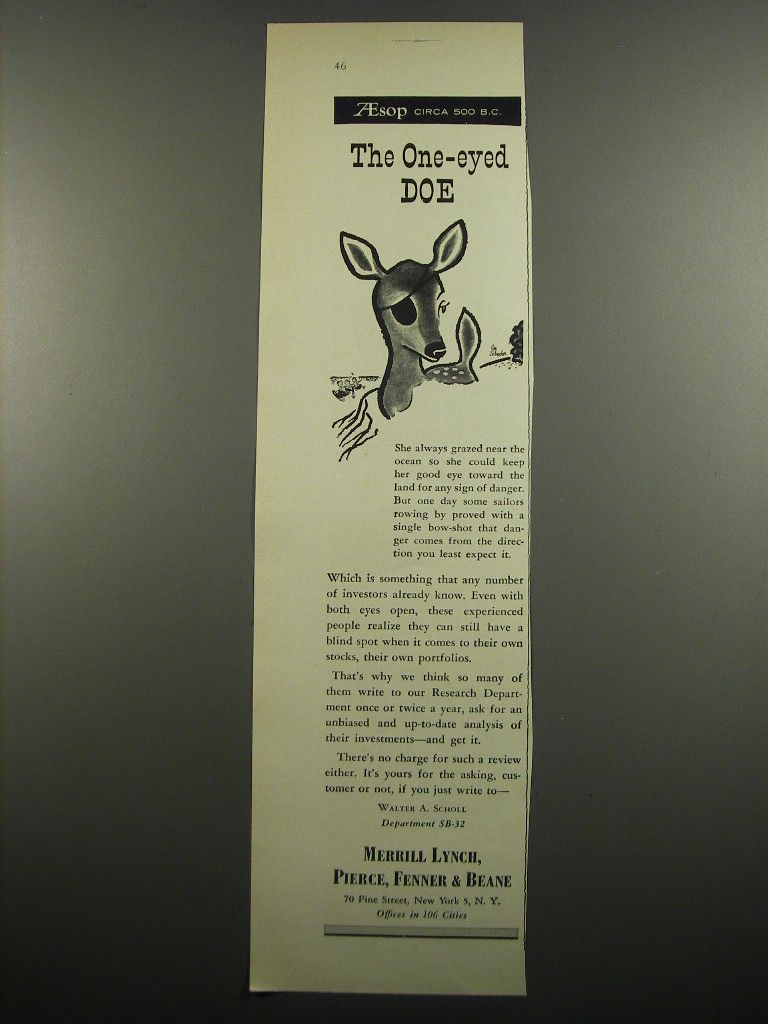 46
Æsop CIRCA 500 B.C.
The One-eyed
DOE
She always grazed near the
ocean so she could keep
her good eye toward the
land for any sign of danger.
But one day some sailors
rowing by proved with a
single bow-shot that dan-
ger comes from the direc-
tion you least expect it.
Which is something that any number
of investors already know. Even with
both eyes open, these experienced
people realize they can still have a
blind spot when it comes to their own
stocks, their own portfolios.
That's why we think so many of
them write to our Research Depart-
ment once or twice a year, ask for an
unbiased and up-to-date analysis of
their investments—and get it.
There's no charge for such a review
either. It's yours for the asking, cus-
tomer or not, if you just write to—
WALTER A. SCHOLL
Department SB-32
MERRILL LYNCH,
PIERCE, FENNER & BEANE
70 Pine Street, New York 5, N. Y.
Offices in 106 Cities